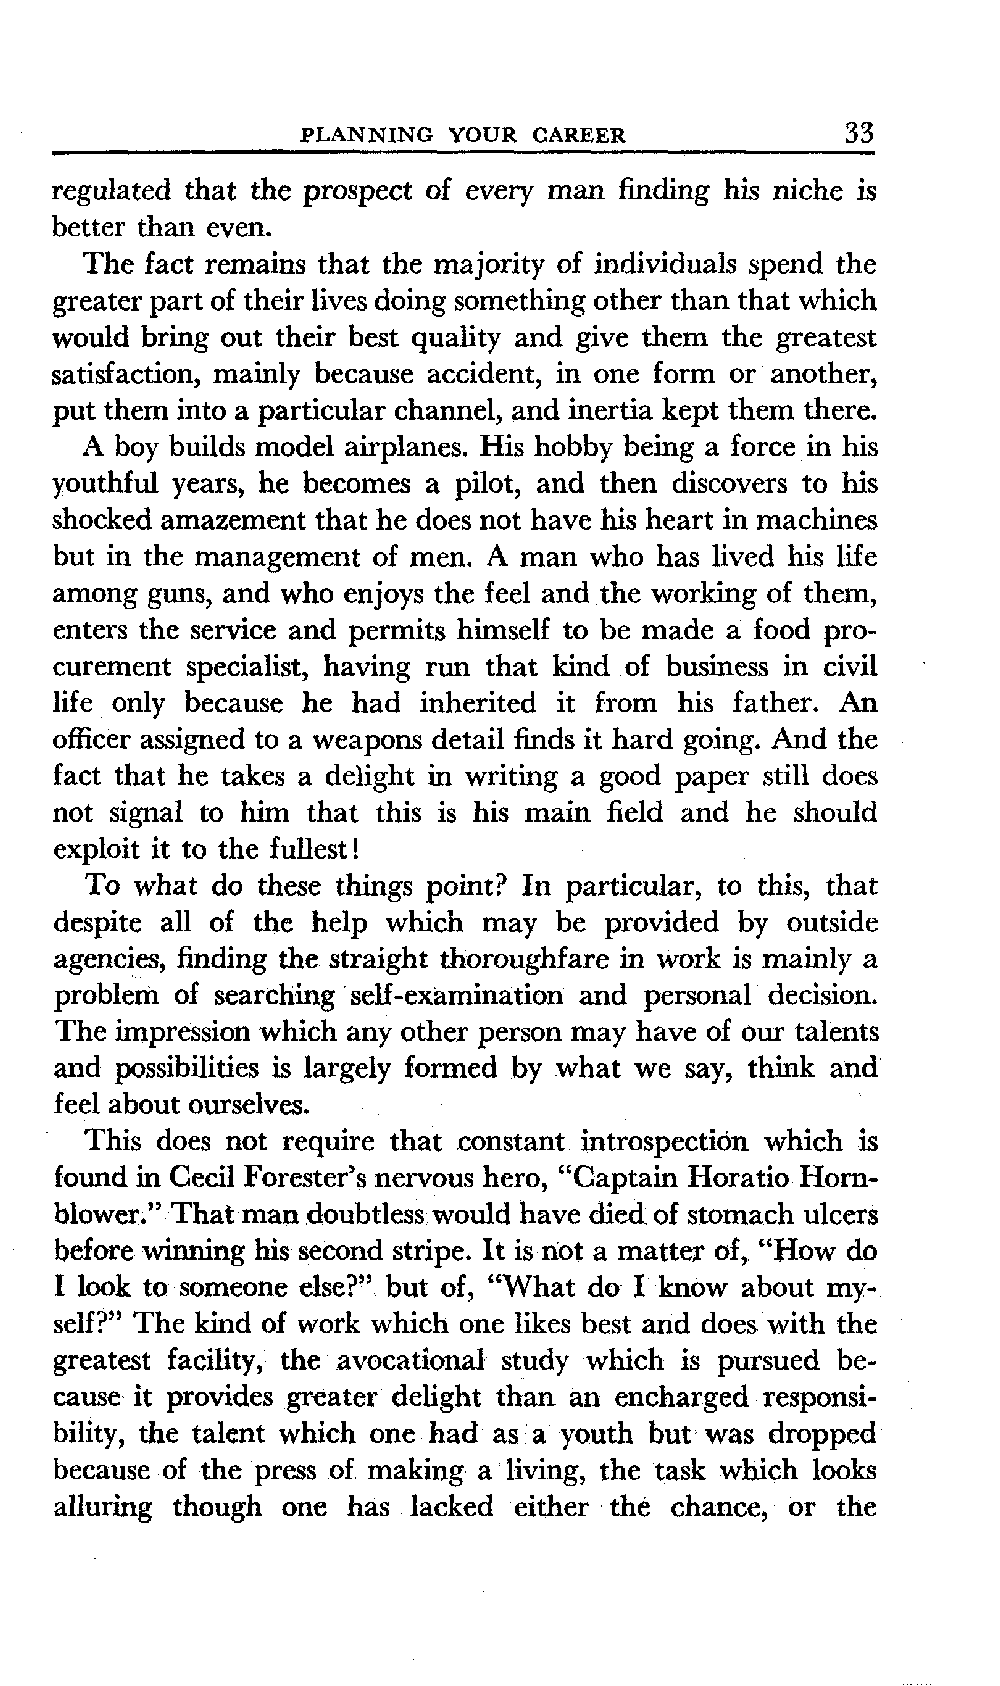 PLANNING YOUR CAREER 33
regulated that the prospect of every man finding his niche is
better than even.
The fact remains that the majority of individuals spend the
greater part of their lives doing something other than that which
would bring out their best quality and give them the greatest
satisfaction, mainly because accident, in one form or another,
put them into a particular channel, and inertia kept them there.
A boy builds model airplanes. His hobby being a force in his
youthful years, he becomes a pilot, and then discovers to his
shocked amazement that he does not have his heart in machines
but in the management of men. A man who has lived his life
among guns, and who enjoys the feel and the working of them,
enters the service and permits himself to be made a food pro-
curement specialist, having run that kind of business in civil
life only because he had inherited it from his father. An
officer assigned to a weapons detail finds it hard going. And the
fact that he takes a delight in writing a good paper still does
not signal to him that this is his main field and he should
exploit it to the fullest!
To what do these things point? In particular, to this, that
despite all of the help which may be provided by outside
agencies, finding the straight thoroughfare in work is mainly a
problem of searching self-examination and personal decision.
The impression which any other person may have of our talents
and possibilities is largely formed by what we say, think and
feel about ourselves.
This does not require that constant introspection which is
found in Cecil Forester's nervous hero, "Captain Horatio Horn-
blower." That man doubtless would have died of stomach ulcers
before winning his second stripe. It is not a matter of, "How do
I look to someone else?" but of, "What do I know about my-
self?" The kind of work which one likes best and does with the
greatest facility, the avocational study which is pursued be-
cause it provides greater delight than an encharged responsi-
bility, the talent which one had as a youth but was dropped
because of the press of making a living, the task which looks
alluring though one has lacked either the chance, or the